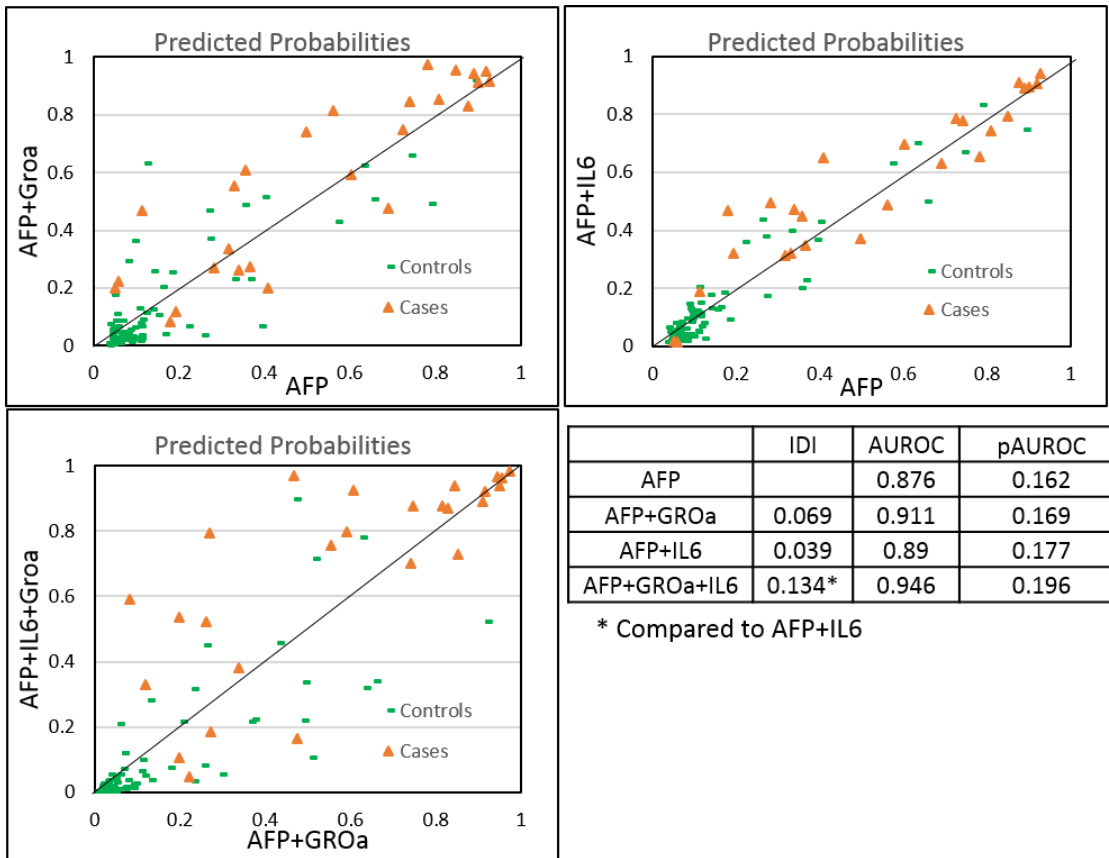 Predicted Probabilities
1
0.8
0.6
0.4
0.2
0
AFP+Groa
Controls
Cases
0 0.2 0.4 0.6 0.8 1
AFP
Predicted Probabilities
1
0.8
0.6
0.4
0.2
0
AFP+IL6
Controls
Cases
0 0.2 0.4 0.6 0.8 1
AFP
Predicted Probabilities
1
0.8
0.6
0.4
0.2
0
AFP+IL6+Groa
Controls
Cases
0 0.2 0.4 0.6 0.8 1
AFP+GROa
IDI AUROC pAUROC
AFP 0.876 0.162
AFP+GROa 0.069 0.911 0.169
AFP+IL6 0.039 0.89 0.177
AFP+GROa+IL6 0.134* 0.946 0.196
* Compared to AFP+IL6